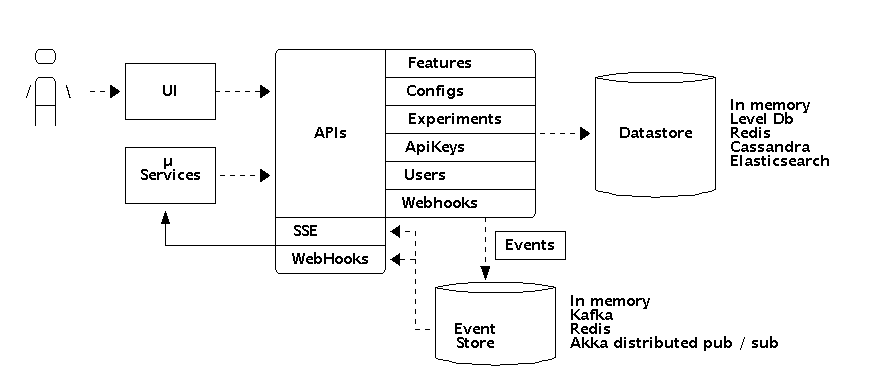 UI
µ
Services
APIs
Features
Configs
Experiments
ApiKeys
Users
Webhooks
SSE
WebHooks
Datastore
In memory
Level Db
Redis
Cassandra
Elasticsearch
Events
Event
Store
In memory
Kafka
Redis
Akka distributed pub / sub